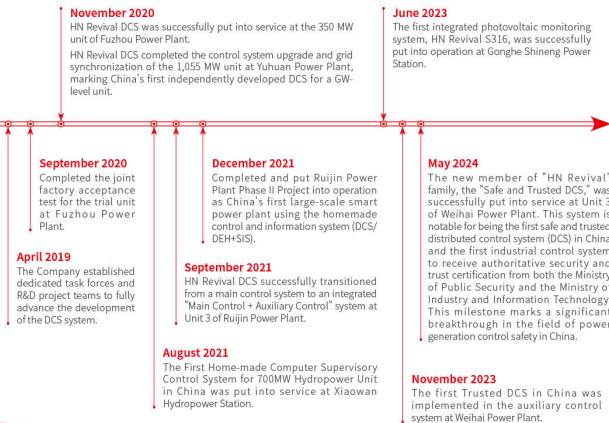 November 2020
HN Revival DCS was successfully put into service at the 350 MW
unit of Fuzhou Power Plant.
HN Revival DCS completed the control system upgrade and grid
synchronization of the 1,055 MW unit at Yuhuan Power Plant,
marking China's first independently developed DCS for a GW-
level unit.
June 2023
The first integrated photovoltaic monitoring
system, HN Revival S316, was successfully
put into operation at Gonghe Shineng Power
Station.
September 2020
Completed the joint
factory acceptance
test for the trial unit
at Fuzhou Power
Plant.
April 2019
The Company established
dedicated task forces and
R&D project teams to fully
advance the development
of the DCS system.
December 2021
Completed and put Ruijin Power
Plant Phase II Project into operation
as China's first large-scale smart
power plant using the homemade
control and information system (DCS/
DEH+SIS).
September 2021
HN Revival DCS successfully transitioned
from a main control system to an integrated
"Main Control + Auxiliary Control" system at
Unit 3 of Ruijin Power Plant.
August 2021
The First Home-made Computer Supervisory
Control System for 700MW Hydropower Unit
in China was put into service at Xiaowan
Hydropower Station.
May 2024
The new member of "HN Revival"
family, the "Safe and Trusted DCS," was
successfully put into service at Unit 3
of Weihai Power Plant. This system is
notable for being the first safe and trusted
distributed control system (DCS) in China
and the first industrial control system
to receive authoritative security and
trust certification from both the Ministry
of Public Security and the Ministry of
Industry and Information Technology.
This milestone marks a significant
breakthrough in the field of power
generation control safety in China.
November 2023
The first Trusted DCS in China was
implemented in the auxiliary control
system at Weihai Power Plant.